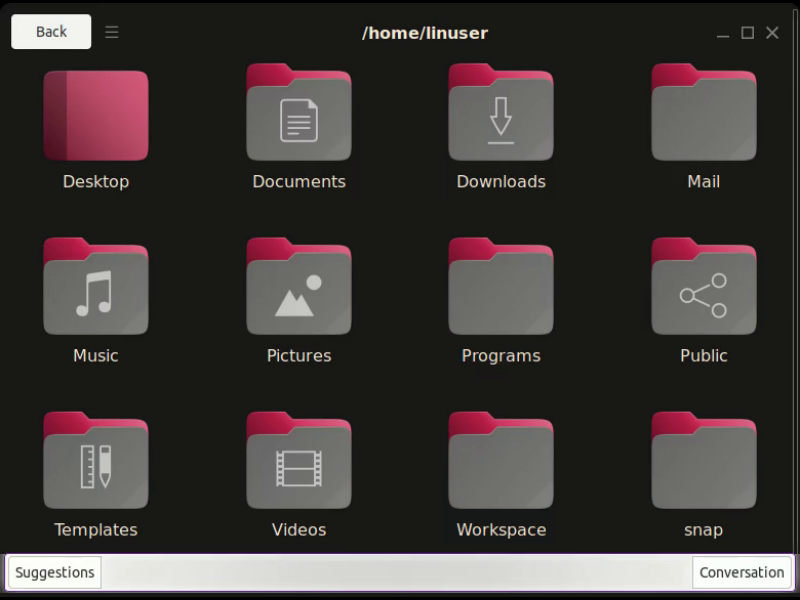 Back
/home/linuser
Desktop
Documents
Downloads
Mail
Music
Pictures
Programs
Public
Templates
Videos
Workspace
snap
Suggestions
Conversation